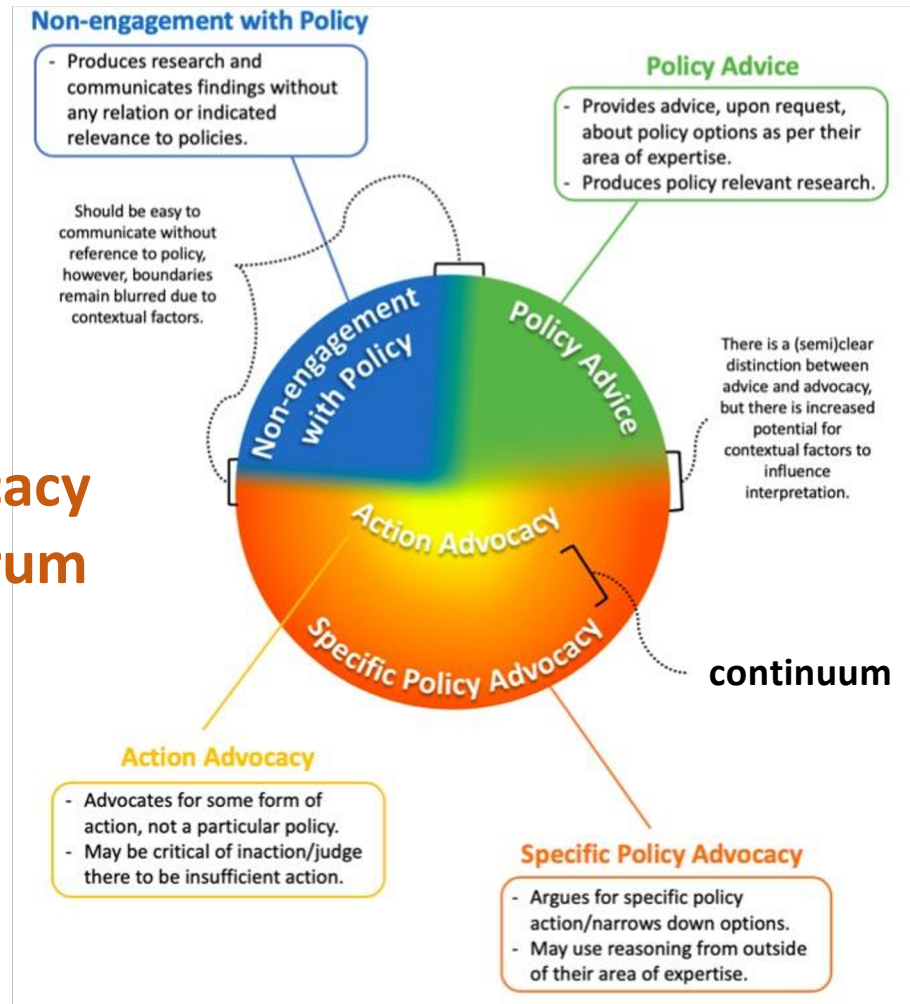 Non-engagement with Policy
- Produces research and
communicates findings without
any relation or indicated
relevance to policies.
Policy Advice
- Provides advice, upon request,
about policy options as per their
area of expertise.
- Produces policy relevant research.
Should be easy to
communicate without
reference to policy,
however, boundaries
remain blurred due to
contextual factors.
Non-engagement
with Policy
Policy Advice
There is a (semi)clear
distinction between
advice and advocacy,
but there is increased
potential for
contextual factors to
influence
interpretation.
Action Advocacy
Specific Policy Advocacy
continuum
Action Advocacy
- Advocates for some form of
action, not a particular policy.
- May be critical of inaction/judge
there to be insufficient action.
Specific Policy Advocacy
- Argues for specific policy
action/narrows down options.
- May use reasoning from outside
of their area of expertise.